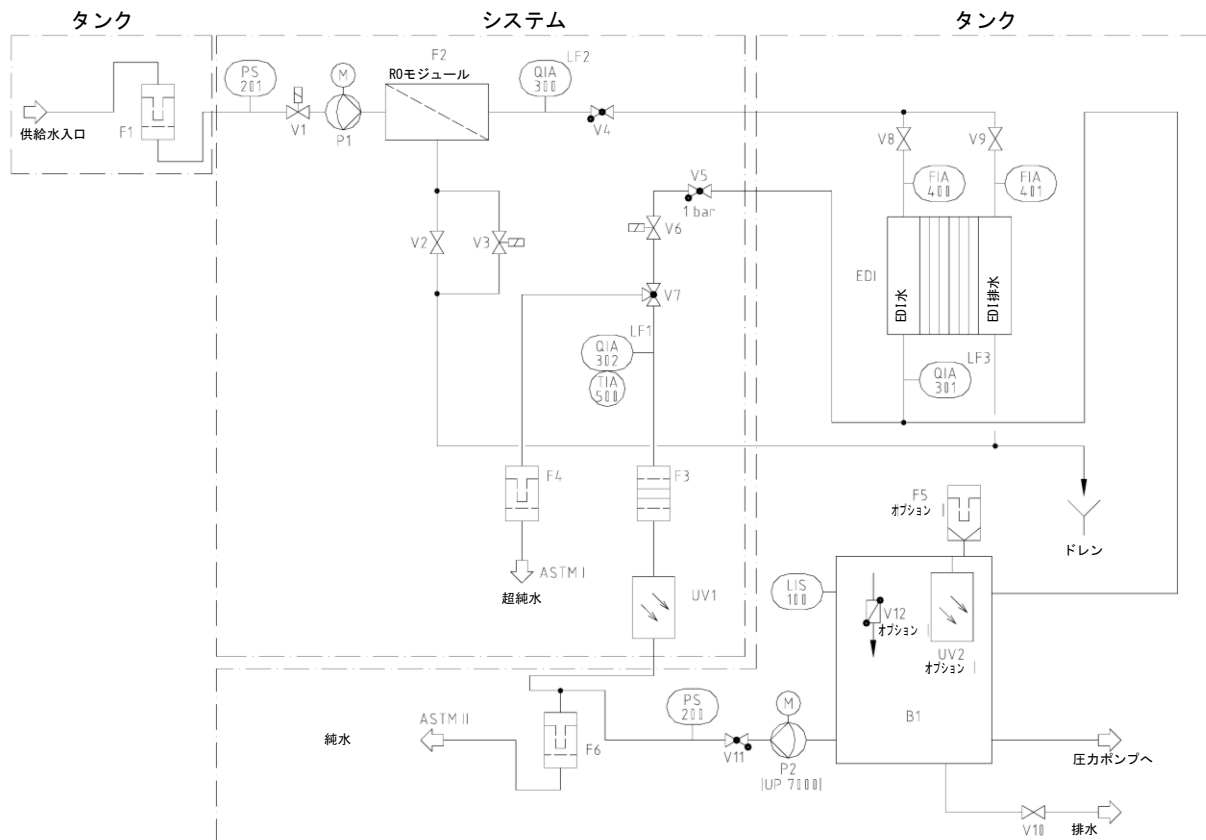 タンク
システム
タンク
供給水入口
F1
PS
201
V1
M
P1
F2
ROモジュール
QIA
300
LF2
V4
V2
V3
V5
1 bar
V6
V7
LF1
QIA
302
TIA
500
V8
V9
FIA
400
FIA
401
EDI
EDI水
EDI排水
LF3
QIA
301
F4
F3
ASTM I
超純水
UV1
F5
オプション
ドレン
LIS
100
V12
オプション
UV2
オプション
B1
ASTM II
純水
F6
PS
200
V11
M
P2
|UP 7000|
圧力ポンプへ
V10
排水